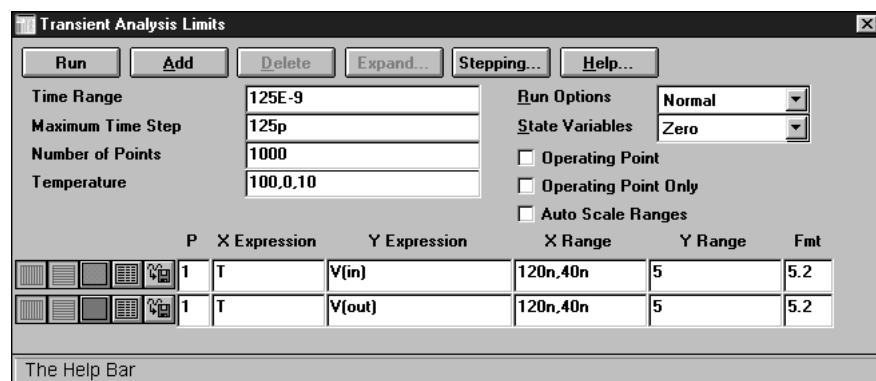 Transient Analysis Limits
Run Add Delete Expand... Stepping... Help...
Time Range 125E-9 Run Options Normal
Maximum Time Step 125p State Variables Zero
Number of Points 1000 Operating Point
Temperature 100,0,10 Operating Point Only
Auto Scale Ranges
P X Expression Y Expression X Range Y Range Fmt
1 T V(in) 120n,40n 5 5.2
1 T V(out) 120n,40n 5 5.2
The Help Bar